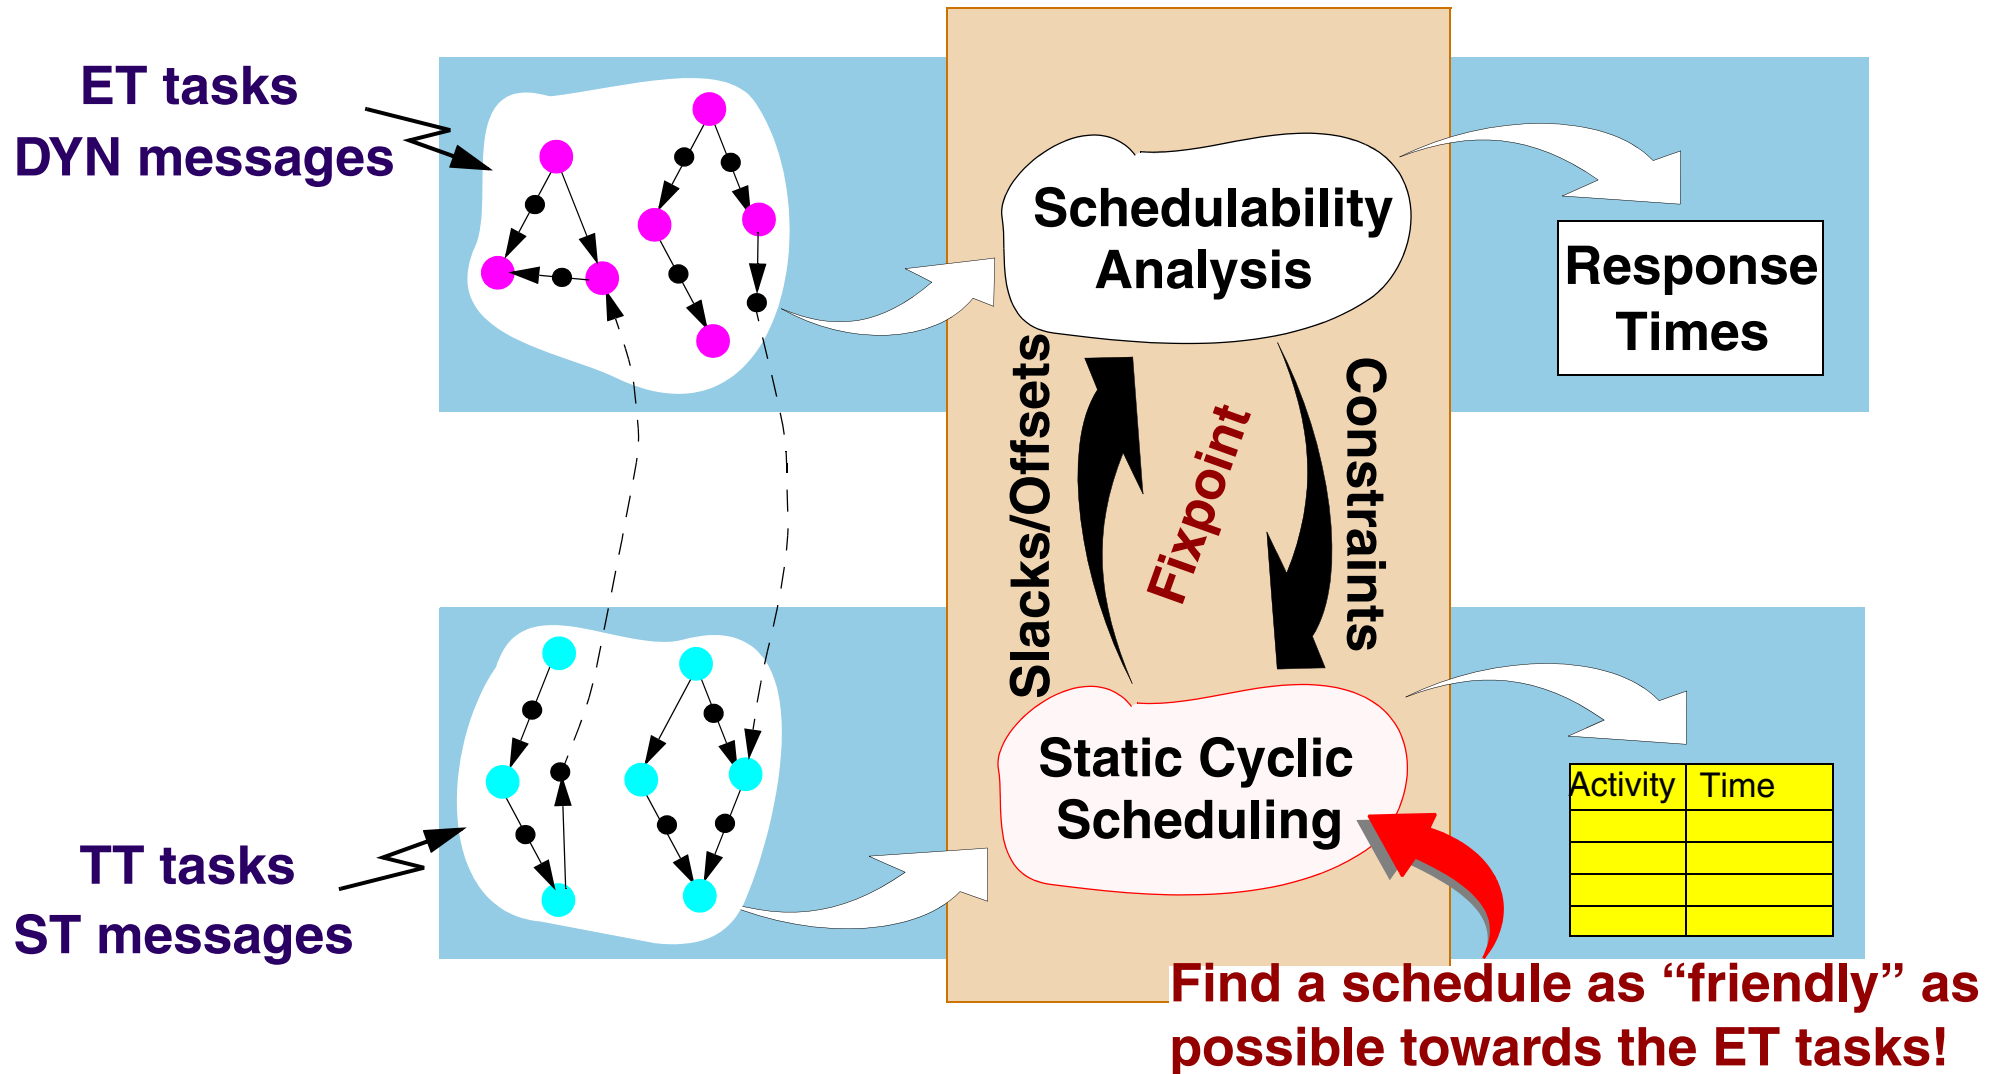 ET tasks
DYN messages
Schedulability
Analysis
Response
Times
Slacks/Offsets
Fixpoint
Constraints
Static Cyclic
Scheduling
Activity Time
TT tasks
ST messages
Find a schedule as “friendly” as
possible towards the ET tasks!